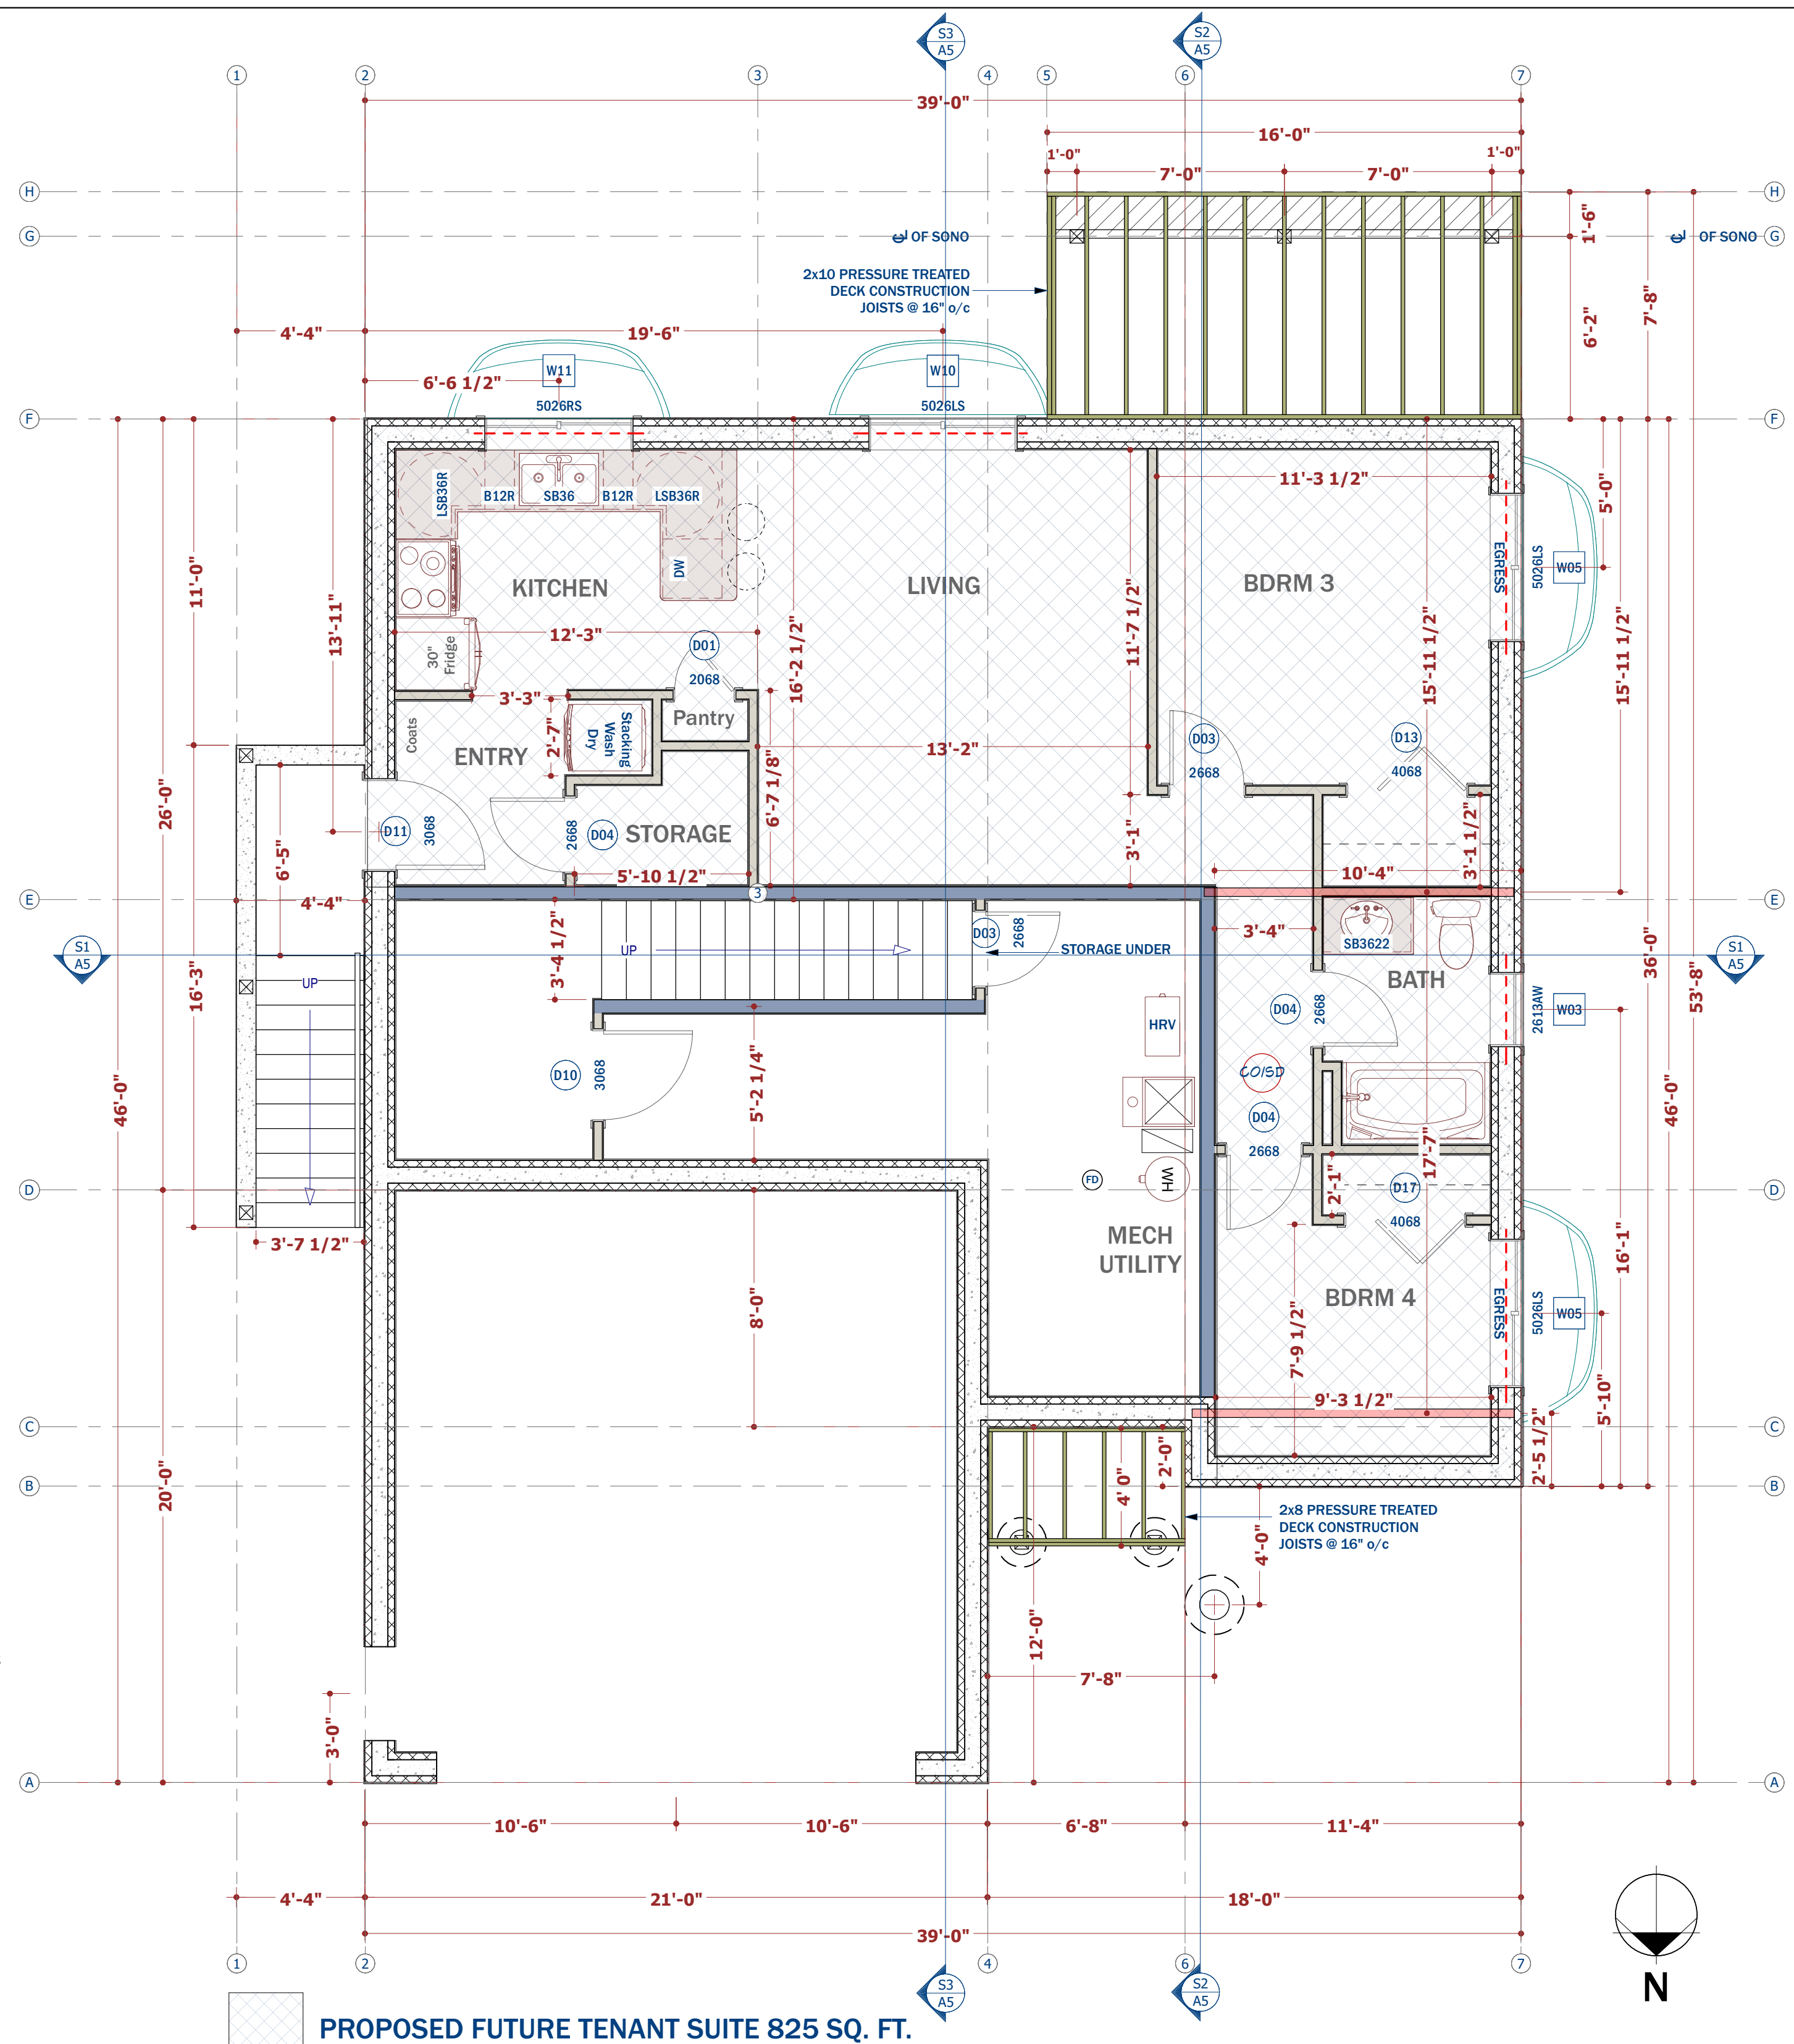 S3
A5
S2
A5
1
2
3
4
5
6
7
39'-0"
16'-0"
1'-0"
1'-0"
7'-0"
7'-0"
H
H
G
℄ OF SONO
℄ OF SONO
G
1'-6"
2x10 PRESSURE TREATED
DECK CONSTRUCTION
JOISTS @ 16" o/c
6'-2"
7'-8"
4'-4"
19'-6"
W11
W10
6'-6 1/2"
5026RS
5026LS
F
F
LSB36R
B12R
SB36
B12R
LSB36R
11'-3 1/2"
5'-0"
DW
EGRESS
5026LS
W05
KITCHEN
LIVING
BDRM 3
11'-0"
13'-11"
30"
Fridge
12'-3"
D01
2068
16'-2 1/2"
11'-7 1/2"
15'-11 1/2"
15'-11 1/2"
3'-3"
Pantry
Coats
ENTRY
2'-7"
Stacking
Wash
Dry
13'-2"
D03
2668
D13
4068
26'-0"
6'-7 1/8"
D11
3068
2668
D04
STORAGE
3'-1"
3'-1 1/2"
6'-5"
5'-10 1/2"
10'-4"
E
4'-4"
3
E
S1
A5
3'-4 1/2"
UP
D03
2668
STORAGE UNDER
3'-4"
SB3622
S1
A5
UP
16'-3"
BATH
36'-0"
53'-8"
HRV
D04
2668
2613AW
W03
D10
3068
5'-2 1/4"
CO/SD
D04
2668
46'-0"
46'-0"
17'-7"
D
FD
WH
2'-1"
D17
4068
D
3'-7 1/2"
MECH
UTILITY
16'-1"
8'-0"
BDRM 4
EGRESS
5026LS
W05
7'-9 1/2"
9'-3 1/2"
5'-10"
C
C
2'-0"
4' 0"
2'-5 1/2"
20'-0"
B
B
2x8 PRESSURE TREATED
DECK CONSTRUCTION
JOISTS @ 16" o/c
4'-0"
12'-0"
7'-8"
3'-0"
A
A
10'-6"
10'-6"
6'-8"
11'-4"
4'-4"
21'-0"
18'-0"
39'-0"
1
2
4
6
7
S3
A5
S2
A5
N
PROPOSED FUTURE TENANT SUITE 825 SQ. FT.